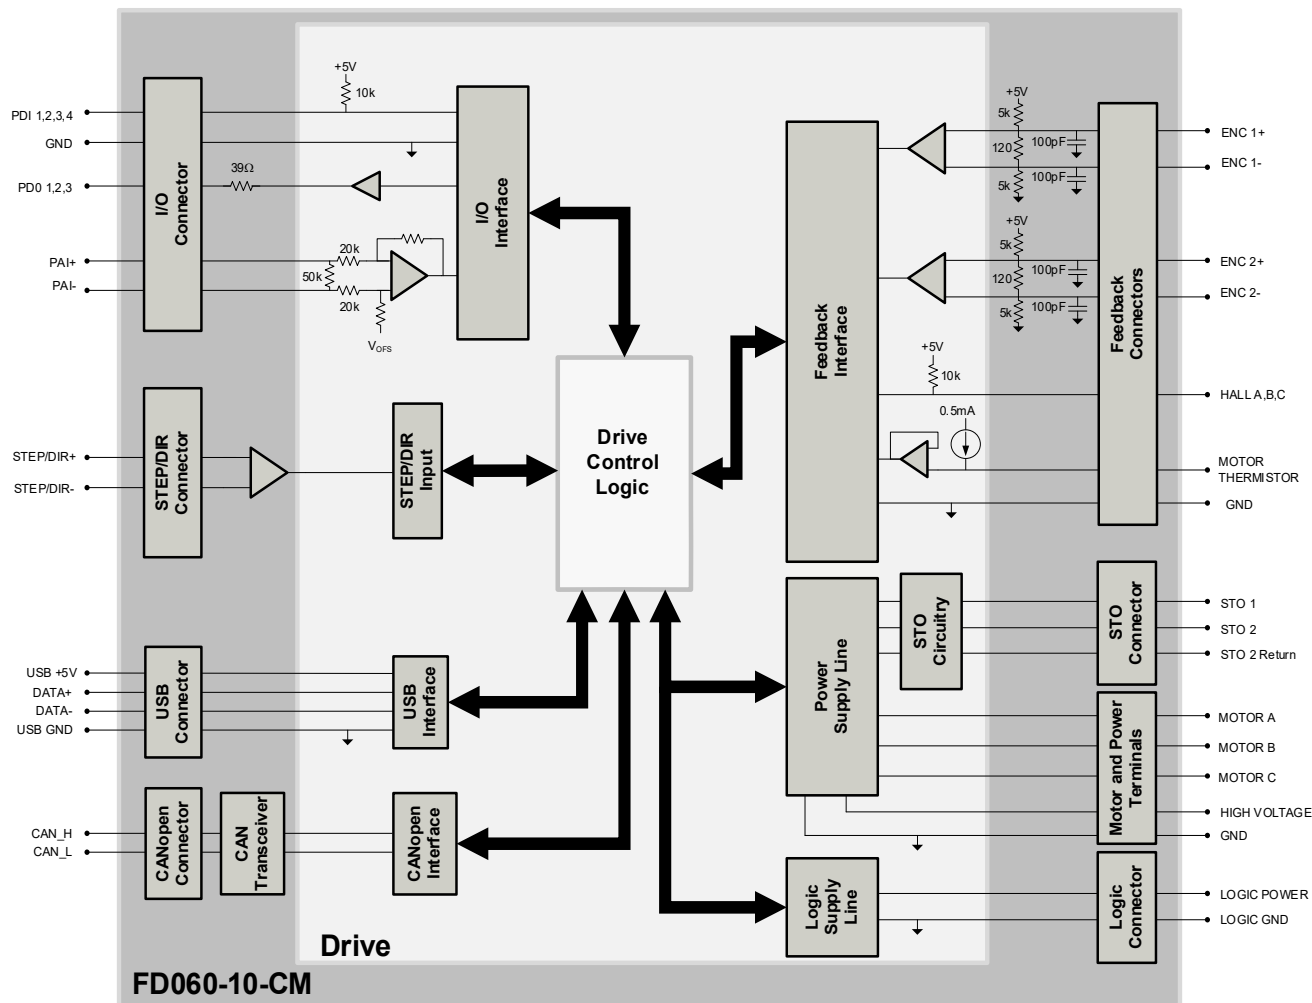 PDI 1,2,3,4
GND
PD0 1,2,3
PAI+
PAI-
I/O
Connector
+5V
10k
39Ω
20k
50k
20k
VOFS
I/O
Interface
STEP/DIR+
STEP/DIR-
STEP/DIR
Connector
STEP/DIR
Input
Drive
Control
Logic
USB +5V
DATA+
DATA-
USB GND
USB
Connector
USB
Interface
CAN_H
CAN_L
CANopen
Connector
CAN
Transceiver
CANopen
Interface
Feedback
Interface
+5V
5k
120
5k
100pF
100pF
+5V
5k
120
5k
100pF
100pF
+5V
10k
0.5mA
Feedback
Connectors
ENC 1+
ENC 1-
ENC 2+
ENC 2-
HALL A,B,C
MOTOR
THERMISTOR
GND
Power
Supply Line
STO
Circuitry
STO
Connector
STO 1
STO 2
STO 2 Return
Motor and Power
Terminals
MOTOR A
MOTOR B
MOTOR C
HIGH VOLTAGE
GND
Logic
Supply
Line
Logic
Connector
LOGIC POWER
LOGIC GND
Drive
FD060-10-CM